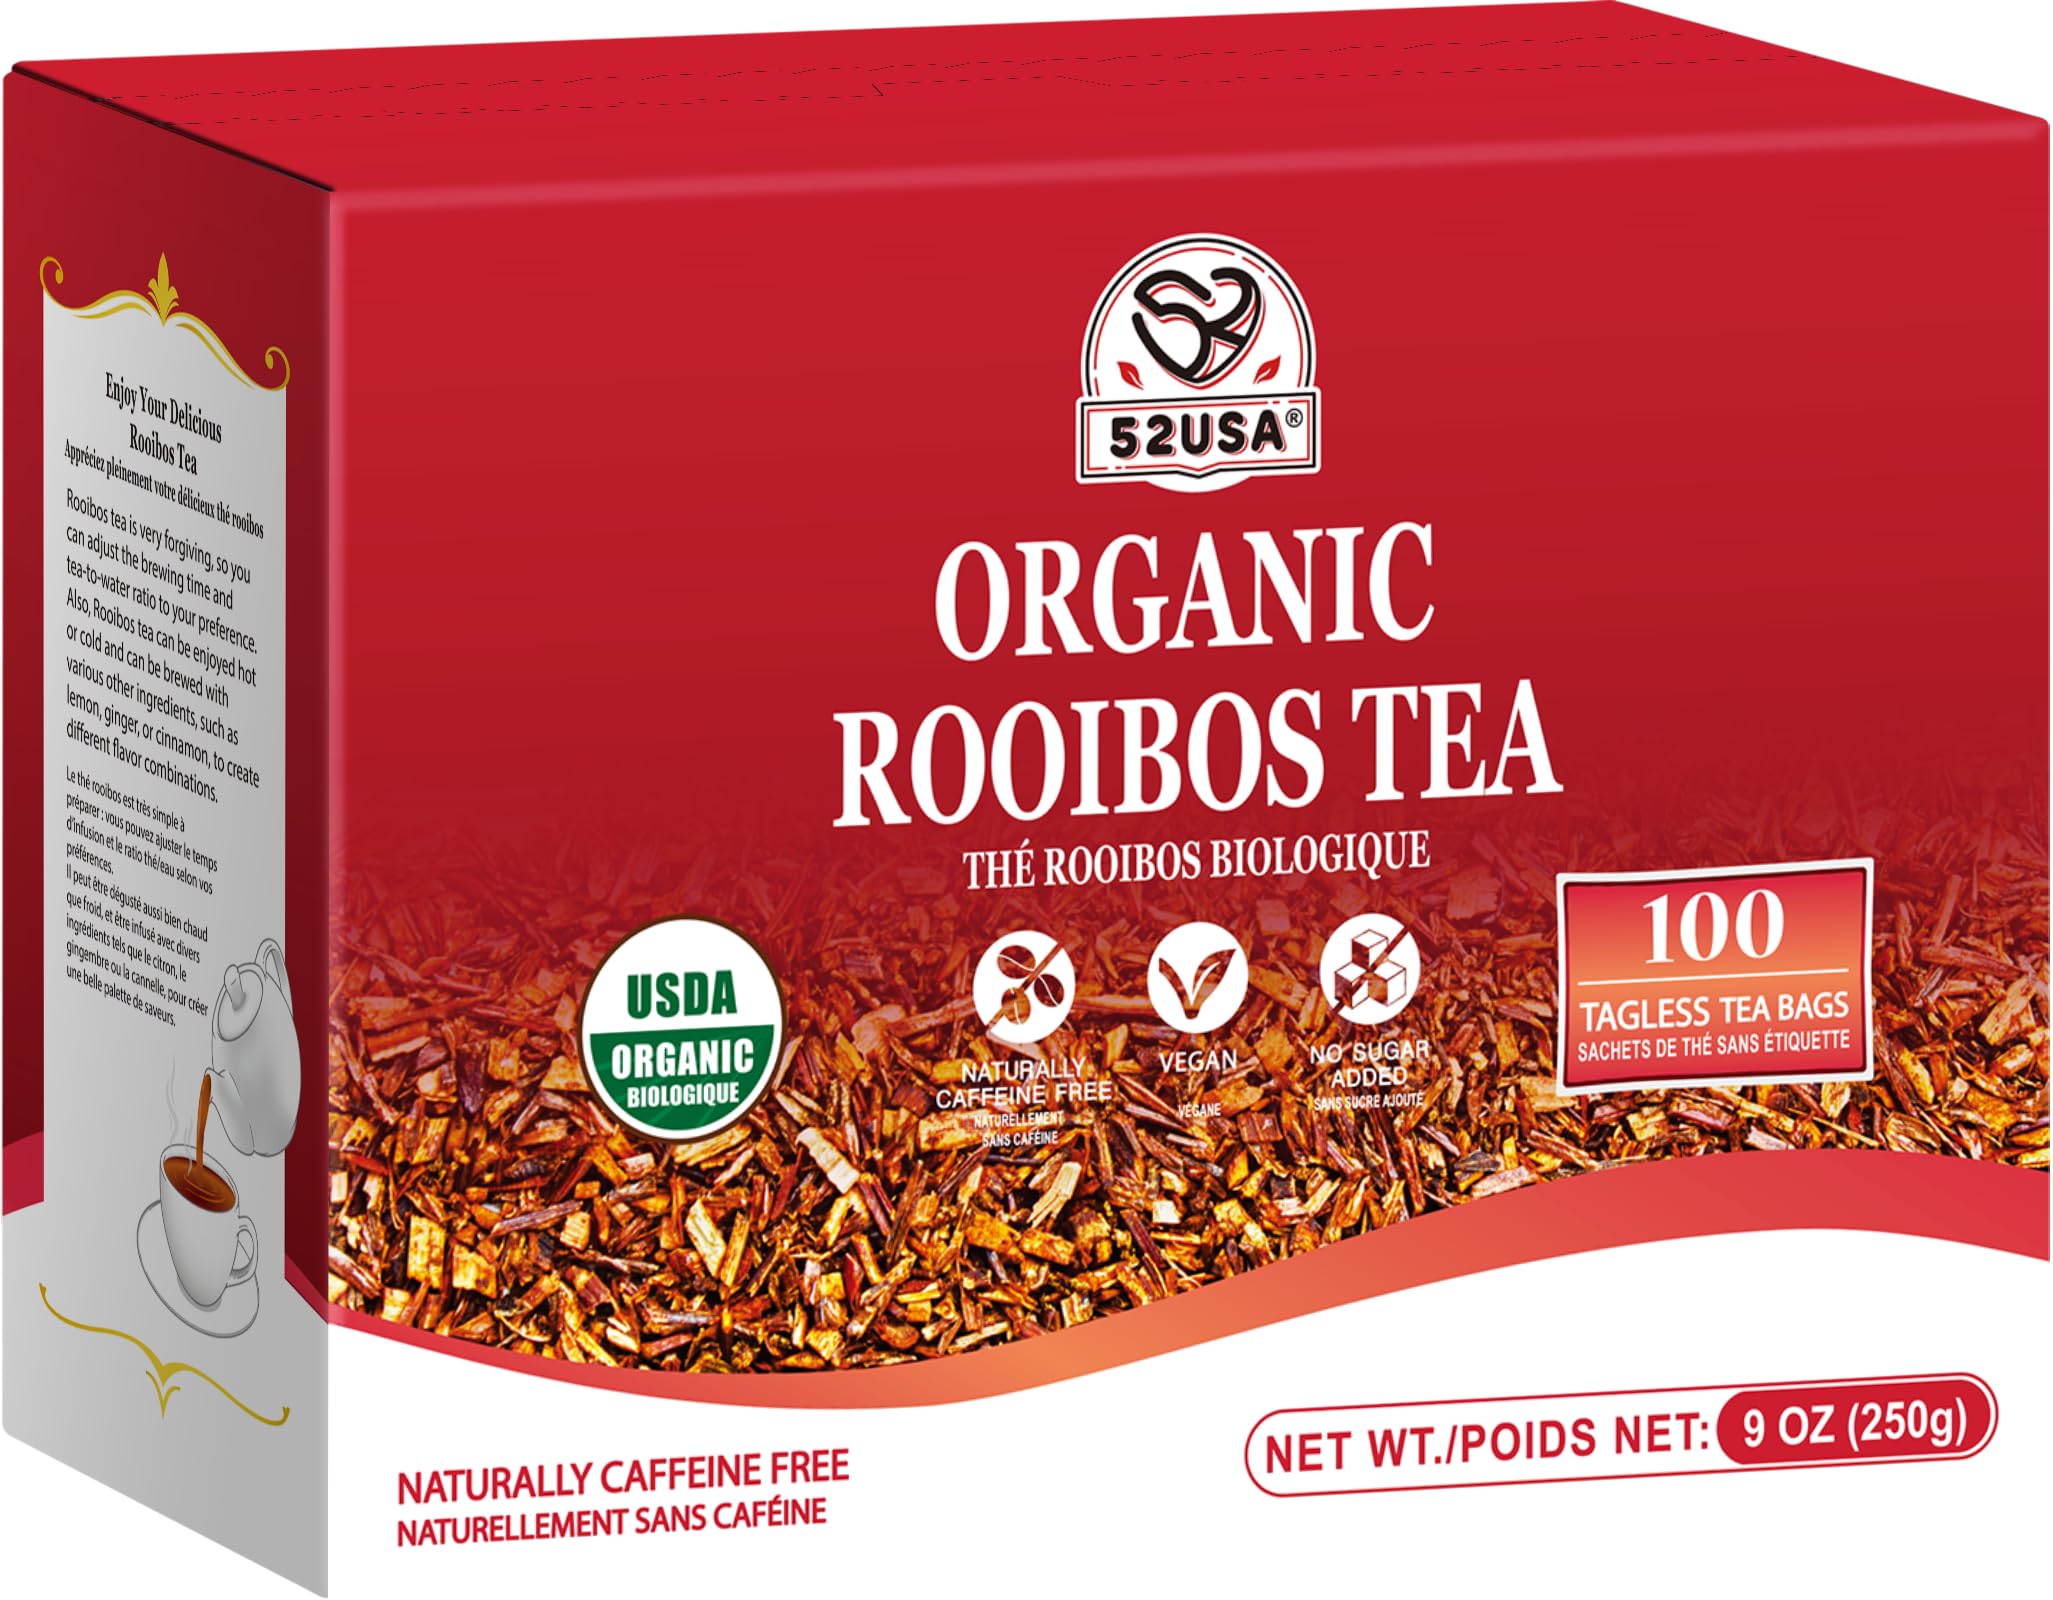 Enjoy Your Delicious
Rooibos Tea
Appréciez pleinement votre délicieux thé rooibos
Rooibos tea is very forgiving, so you
can adjust the brewing time and
tea-to-water ratio to your preference.
Also, Rooibos tea can be enjoyed hot
or cold and can be brewed with
various other ingredients, such as
lemon, ginger, or cinnamon, to create
different flavor combinations.
Le thé rooibos est très simple à
préparer : vous pouvez ajuster le temps
d'infusion et le ratio thé/eau selon vos
préférences.
Il peut être dégusté aussi bien chaud
que froid, et être infusé avec divers
ingrédients tels que le citron, le
gingembre ou la cannelle, pour créer
une belle palette de saveurs.
52
52USA®
ORGANIC
ROOIBOS TEA
THÉ ROOIBOS BIOLOGIQUE
USDA
ORGANIC
BIOLOGIQUE
NATURALLY
CAFFEINE FREE
NATURELLEMENT
SANS CAFÉINE
VEGAN
VÉGANE
NO SUGAR
ADDED
SANS SUCRE AJOUTÉ
100
TAGLESS TEA BAGS
SACHETS DE THÉ SANS ÉTIQUETTE
NATURALLY CAFFEINE FREE
NATURELLEMENT SANS CAFÉINE
NET WT./POIDS NET: 9 OZ (250g)